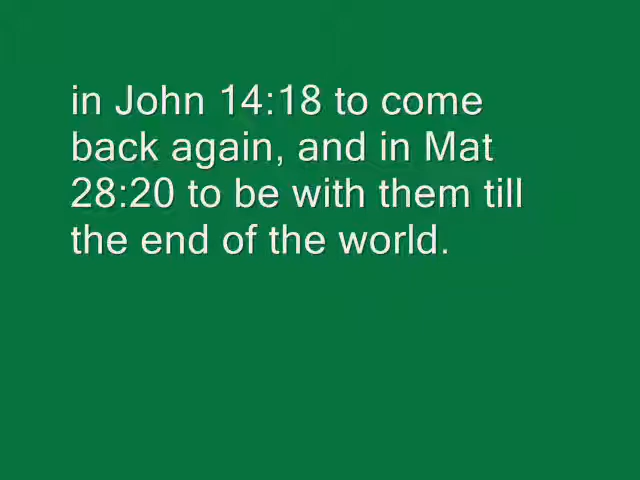 in John 14:18 to come
back again, and in Mat
28:20 to be with them till
the end of the world.